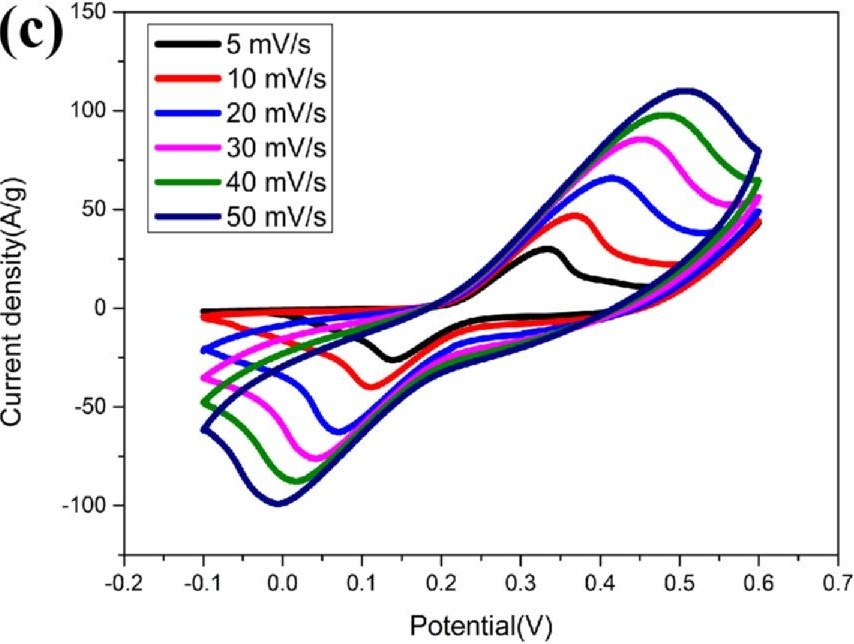 (c)
150
100
50
0
-50
-100
5 mV/s
10 mV/s
20 mV/s
30 mV/s
40 mV/s
50 mV/s
Current density(A/g)
-0.2 -0.1 0.0 0.1 0.2 0.3 0.4 0.5 0.6 0.7
Potential(V)